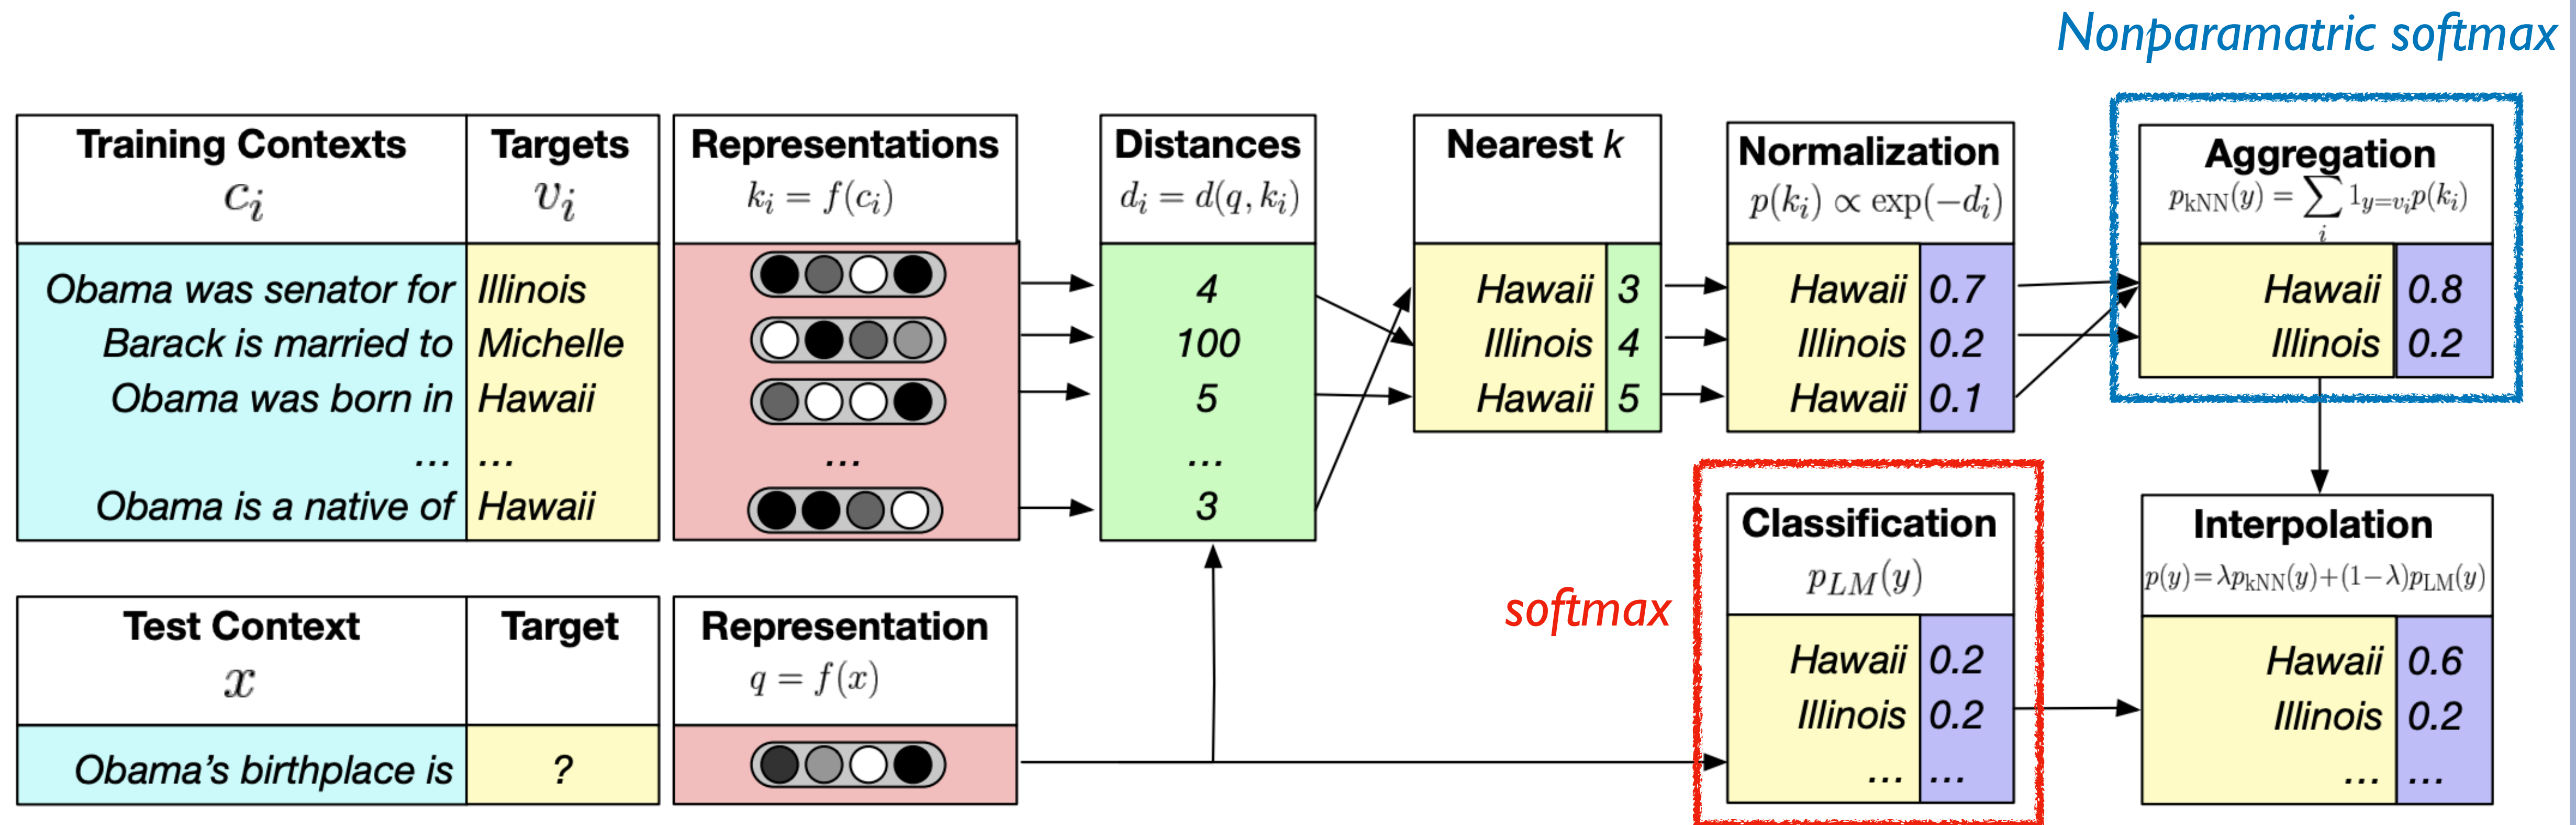 Nonparamatric softmax
Training Contexts
c_i
Targets
v_i
Representations
k_i = f(c_i)
Distances
d_i = d(q, k_i)
Nearest k
Normalization
p(k_i) ∝ exp(−d_i)
Aggregation
p_kNN(y) = ∑_i 1_{y=v_i} p(k_i)
Obama was senator for Illinois
Barack is married to Michelle
Obama was born in Hawaii
... ...
Obama is a native of Hawaii
...
4
100
5
...
3
Hawaii 3
Illinois 4
Hawaii 5
Hawaii 0.7
Illinois 0.2
Hawaii 0.1
Hawaii 0.8
Illinois 0.2
Test Context
x
Target
Representation
q = f(x)
Obama's birthplace is ?
softmax
Classification
p_LM(y)
Hawaii 0.2
Illinois 0.2
... ...
Interpolation
p(y)=λp_kNN(y)+(1−λ)p_LM(y)
Hawaii 0.6
Illinois 0.2
... ...